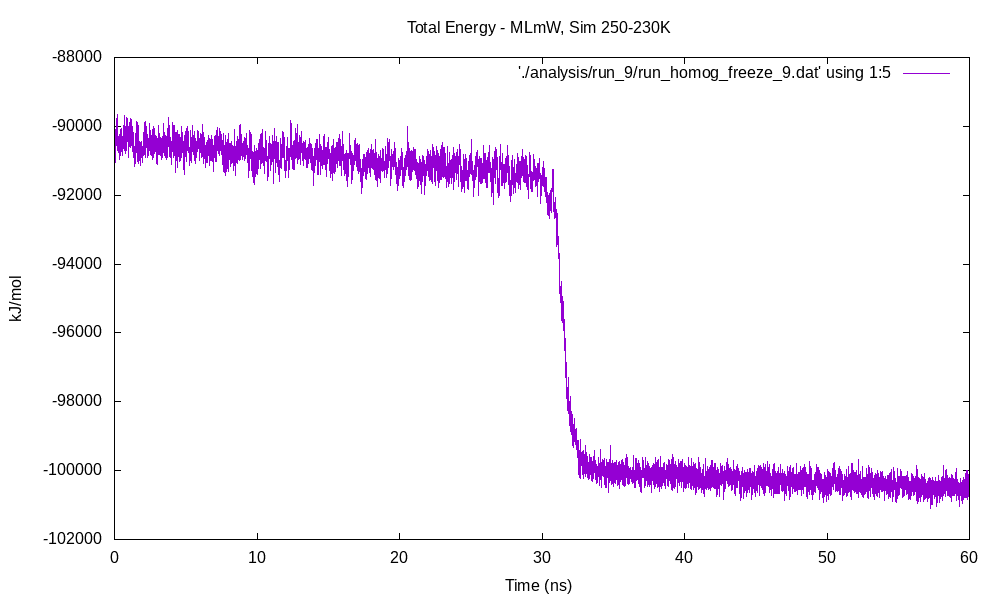 Total Energy - MLmW, Sim 250-230K
'./analysis/run_9/run_homog_freeze_9.dat' using 1:5
-88000
-90000
-92000
-94000
-96000
-98000
-100000
-102000
kJ/mol
0 10 20 30 40 50 60
Time (ns)